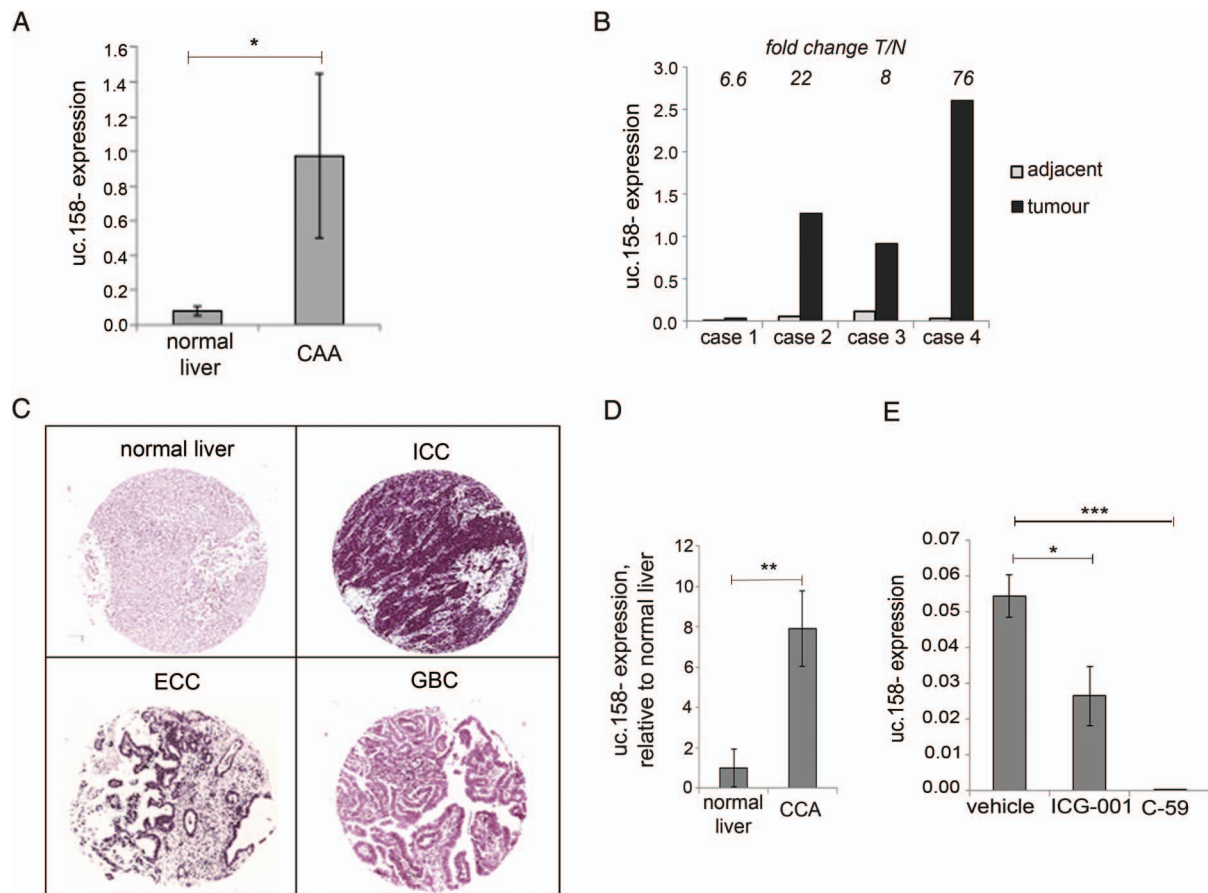 A
*
uc.158- expression
1.6
1.4
1.2
1.0
0.8
0.6
0.4
0.2
0.0
normal
liver
CAA
B
fold change T/N
6.6 22 8 76
uc.158- expression
3.0
2.5
2.0
1.5
1.0
0.5
0.0
case 1 case 2 case 3 case 4
adjacent
tumour
C
normal liver
ICC
ECC
GBC
D
**
uc.158- expression,
relative to normal liver
12
10
8
6
4
2
0
normal
liver
CCA
E
***
*
uc.158- expression
0.07
0.06
0.05
0.04
0.03
0.02
0.01
0.00
vehicle ICG-001 C-59